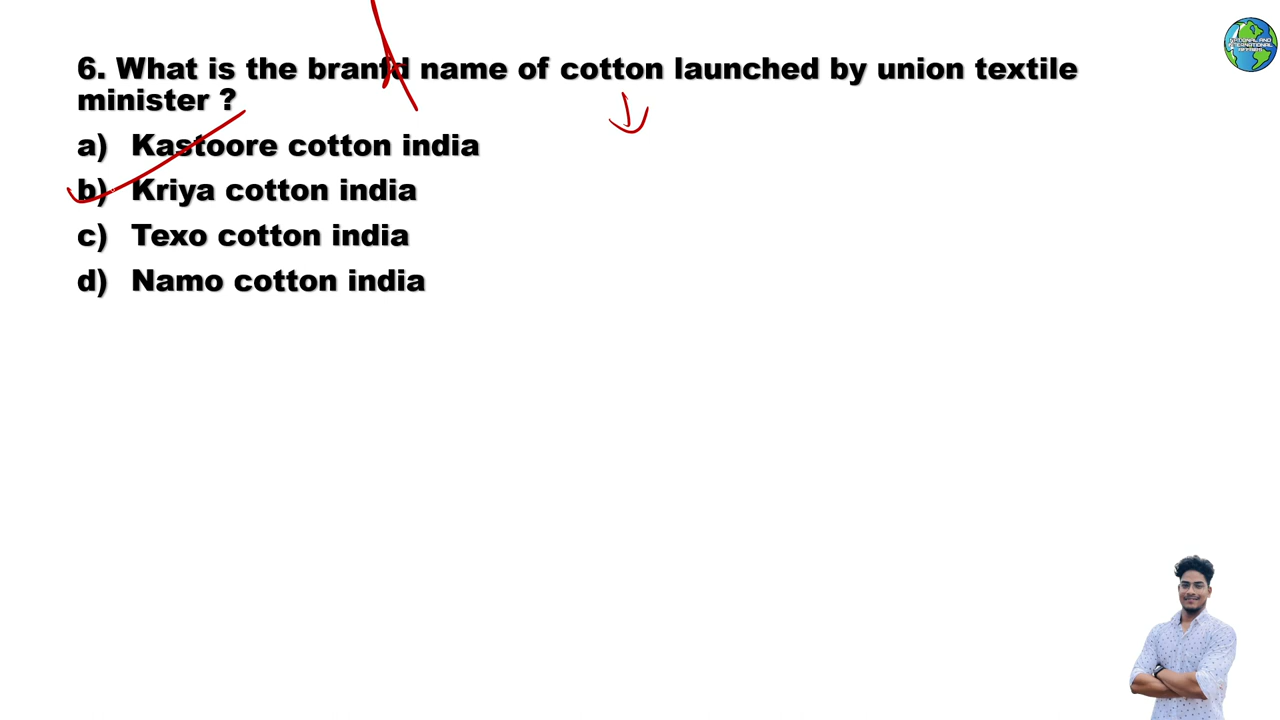 6. What is the branfd name of cotton launched by union textile
minister ?
a) Kastoore cotton india
b) Kriya cotton india
c) Texo cotton india
d) Namo cotton india